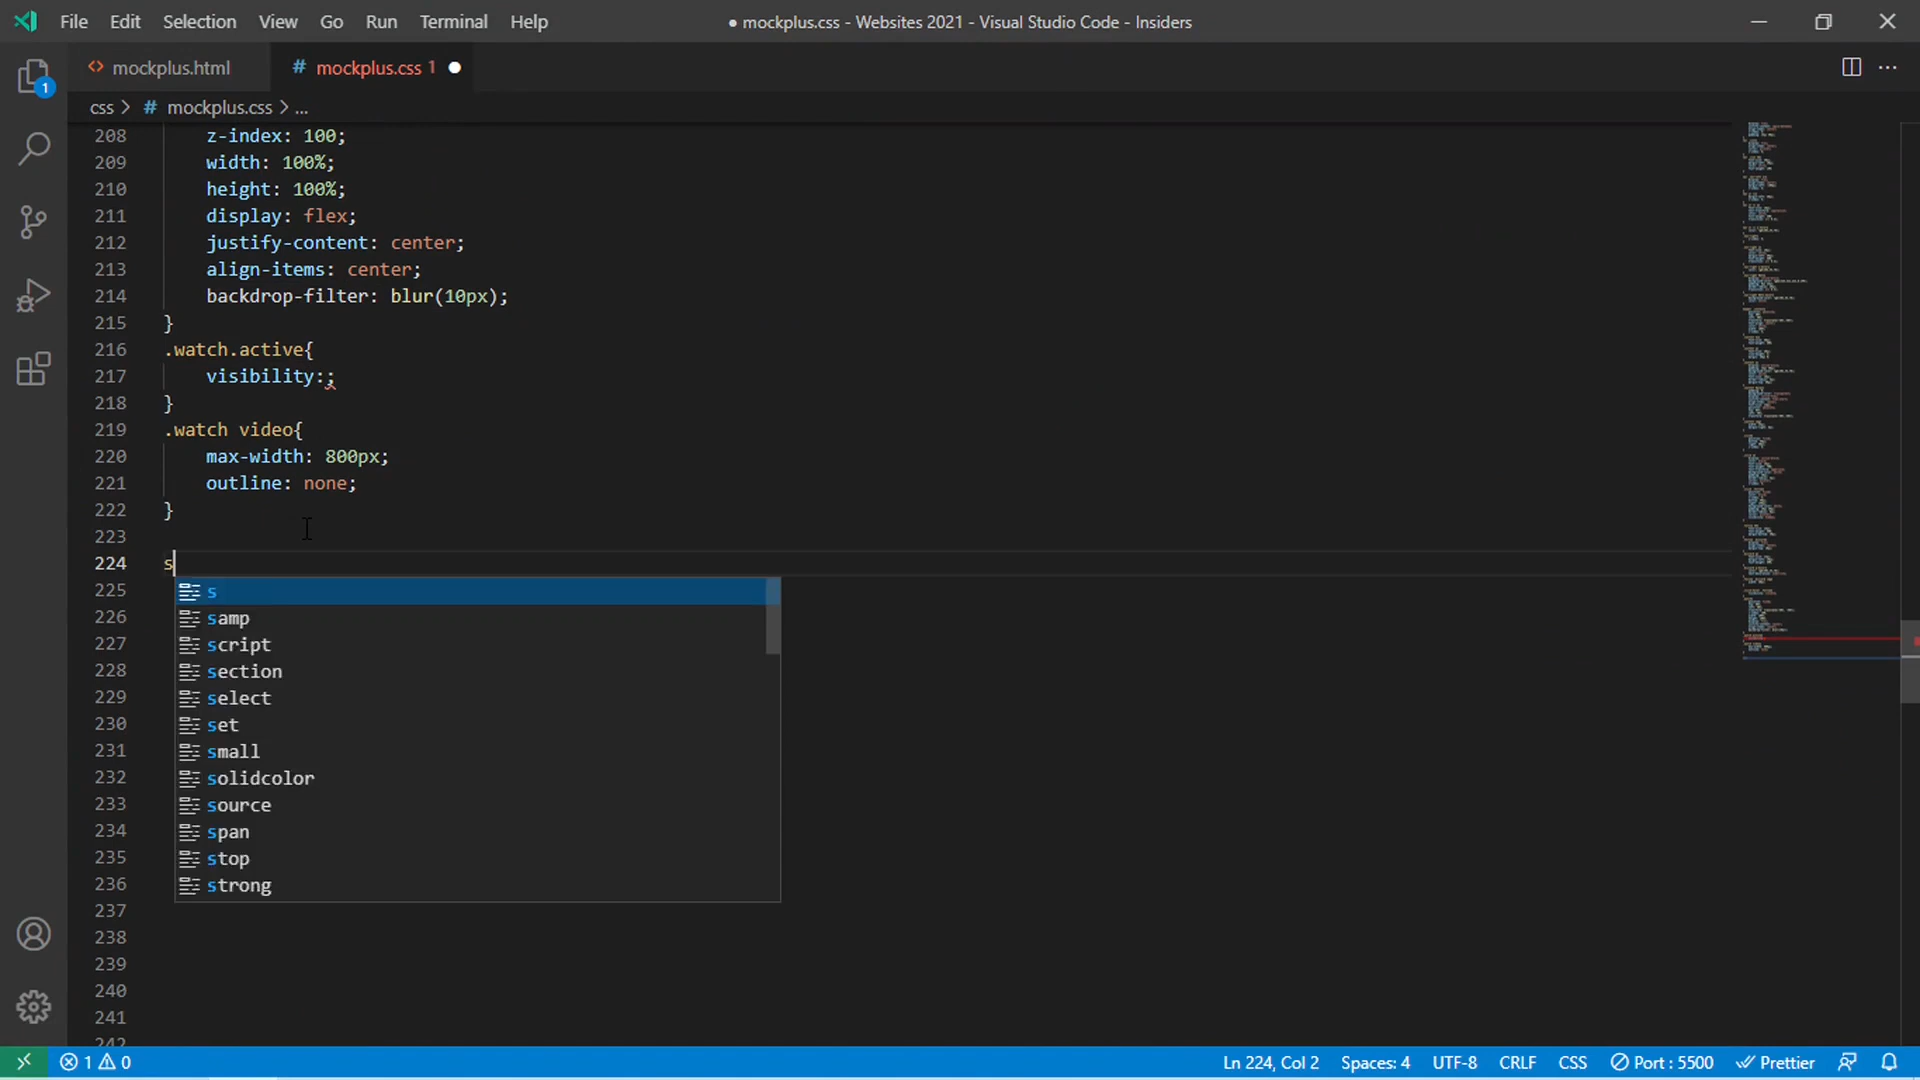 File Edit Selection View Go Run Terminal Help
● mockplus.css - Websites 2021 - Visual Studio Code - Insiders
<> mockplus.html
# mockplus.css 1
css > # mockplus.css > ...
1
208 z-index: 100;
209 width: 100%;
210 height: 100%;
211 display: flex;
212 justify-content: center;
213 align-items: center;
214 backdrop-filter: blur(10px);
215 }
216 .watch.active{
217 visibility:;
218 }
219 .watch video{
220 max-width: 800px;
221 outline: none;
222 }
223
224 s
225 s
226 samp
227 script
228 section
229 select
230 set
231 small
232 solidcolor
233 source
234 span
235 stop
236 strong
237
238
239
240
241
242
1 0
Ln 224, Col 2 Spaces: 4 UTF-8 CRLF CSS Port : 5500 Prettier